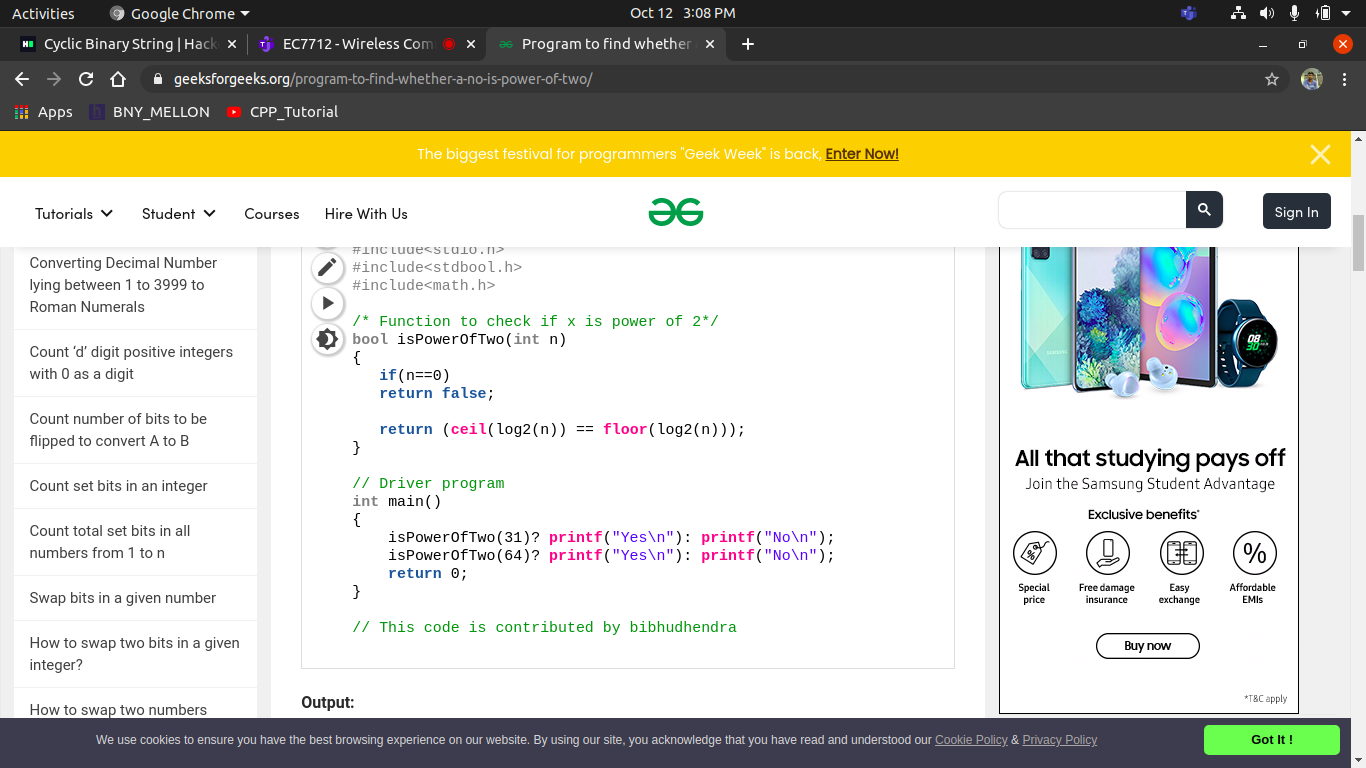 Activities
Google Chrome
Oct 12 3:08 PM
Cyclic Binary String | Hack
EC7712 - Wireless Com
Program to find whether
geeksforgeeks.org/program-to-find-whether-a-no-is-power-of-two/
Apps
BNY_MELLON
CPP_Tutorial
The biggest festival for programmers "Geek Week" is back, Enter Now!
Tutorials
Student
Courses
Hire With Us
Sign In
Converting Decimal Number
lying between 1 to 3999 to
Roman Numerals
Count ‘d’ digit positive integers
with 0 as a digit
Count number of bits to be
flipped to convert A to B
Count set bits in an integer
Count total set bits in all
numbers from 1 to n
Swap bits in a given number
How to swap two bits in a given
integer?
How to swap two numbers
#include<stdio.h>
#include<stdbool.h>
#include<math.h>
/* Function to check if x is power of 2*/
bool isPowerOfTwo(int n)
{
if(n==0)
return false;
return (ceil(log2(n)) == floor(log2(n)));
}
// Driver program
int main()
{
isPowerOfTwo(31)? printf("Yes\n"): printf("No\n");
isPowerOfTwo(64)? printf("Yes\n"): printf("No\n");
return 0;
}
// This code is contributed by bibhudhendra
Output:
08
30
All that studying pays off
Join the Samsung Student Advantage
Exclusive benefits*
%
Special
price
Free damage
insurance
Easy
exchange
Affordable
EMIs
Buy now
*T&C apply
We use cookies to ensure you have the best browsing experience on our website. By using our site, you acknowledge that you have read and understood our Cookie Policy & Privacy Policy
Got It !